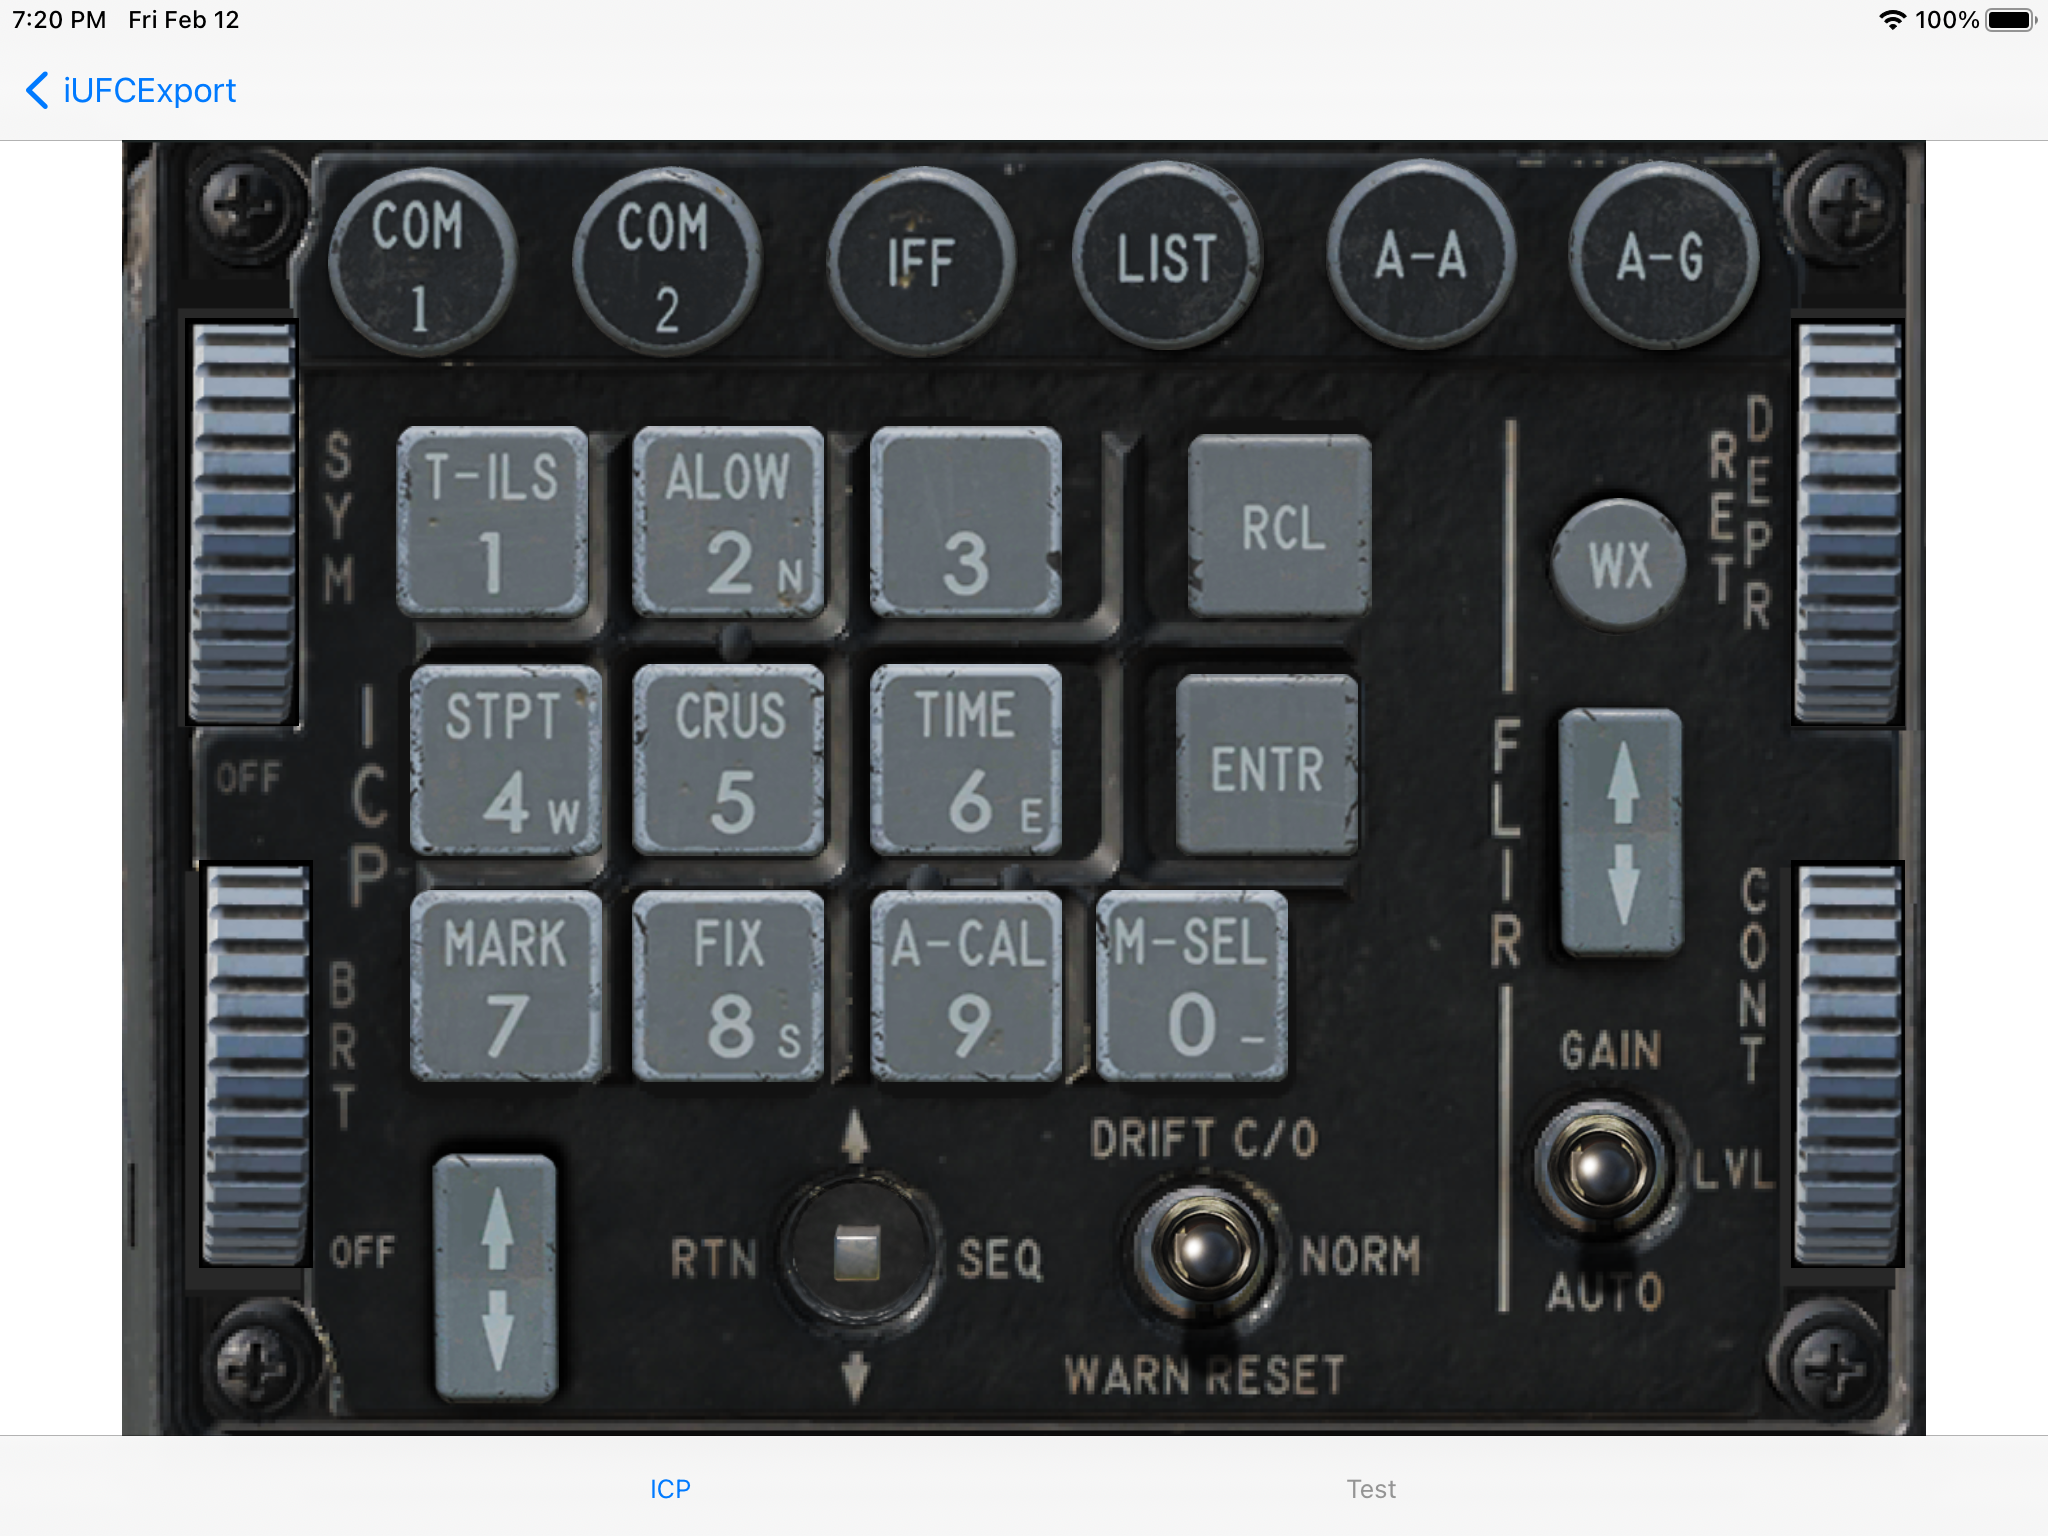 7:20 PM Fri Feb 12
100%
iUFCExport
COM 1
COM 2
IFF
LIST
A-A
A-G
SYM
T-ILS
1
ALOW
2 N
3
RCL
WX
RET
DEPR
ICP
STPT
4 W
CRUS
5
TIME
6 E
ENTR
FLIR
OFF
BRT
MARK
7
FIX
8 S
A-CAL
9
M-SEL
0 -
CONT
GAIN
LVL
AUTO
DRIFT C/O
OFF
RTN
SEQ
NORM
WARN RESET
ICP
Test